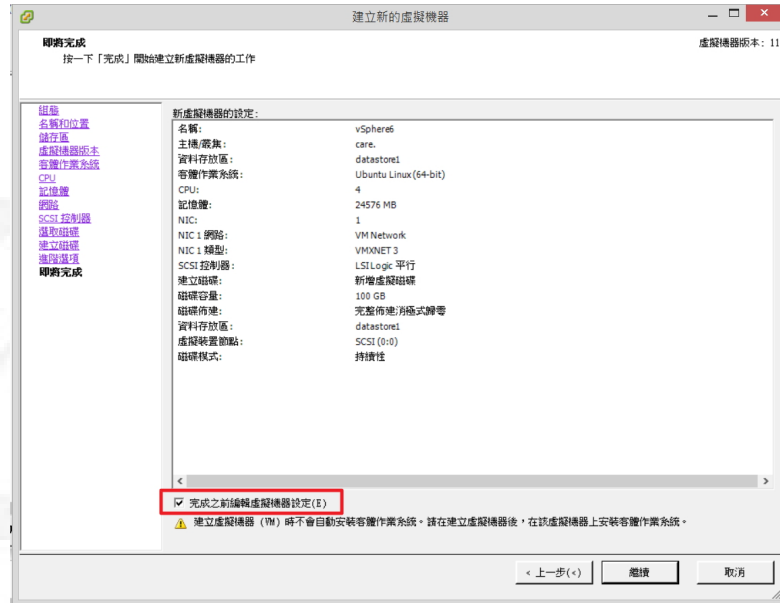 建立新的虛擬機器
即將完成
按一下「完成」開始建立新虛擬機器的工作
虛擬機器版本: 11
組態
名稱和位置
儲存區
虛擬機器版本
客體作業系統
CPU
記憶體
網路
SCSI 控制器
選取磁碟
建立磁碟
進階選項
即將完成
新虛擬機器的設定:
名稱: vSphere6
主機/叢集: care.
資料存放區: datastore1
客體作業系統: Ubuntu Linux (64-bit)
CPU: 4
記憶體: 24576 MB
NIC: 1
NIC 1 網路: VM Network
NIC 1 類型: VMXNET 3
SCSI 控制器: LSI Logic 平行
建立磁碟: 新增虛擬磁碟
磁碟容量: 100 GB
磁碟佈建: 完整佈建消極式歸零
資料存放區: datastore1
虛擬裝置節點: SCSI (0:0)
磁碟模式: 持續性
完成之前編輯虛擬機器設定(E)
建立虛擬機器 (VM) 時不會自動安裝客體作業系統。請在建立虛擬機器後，在該虛擬機器上安裝客體作業系統。
< 上一步(<)
繼續
取消